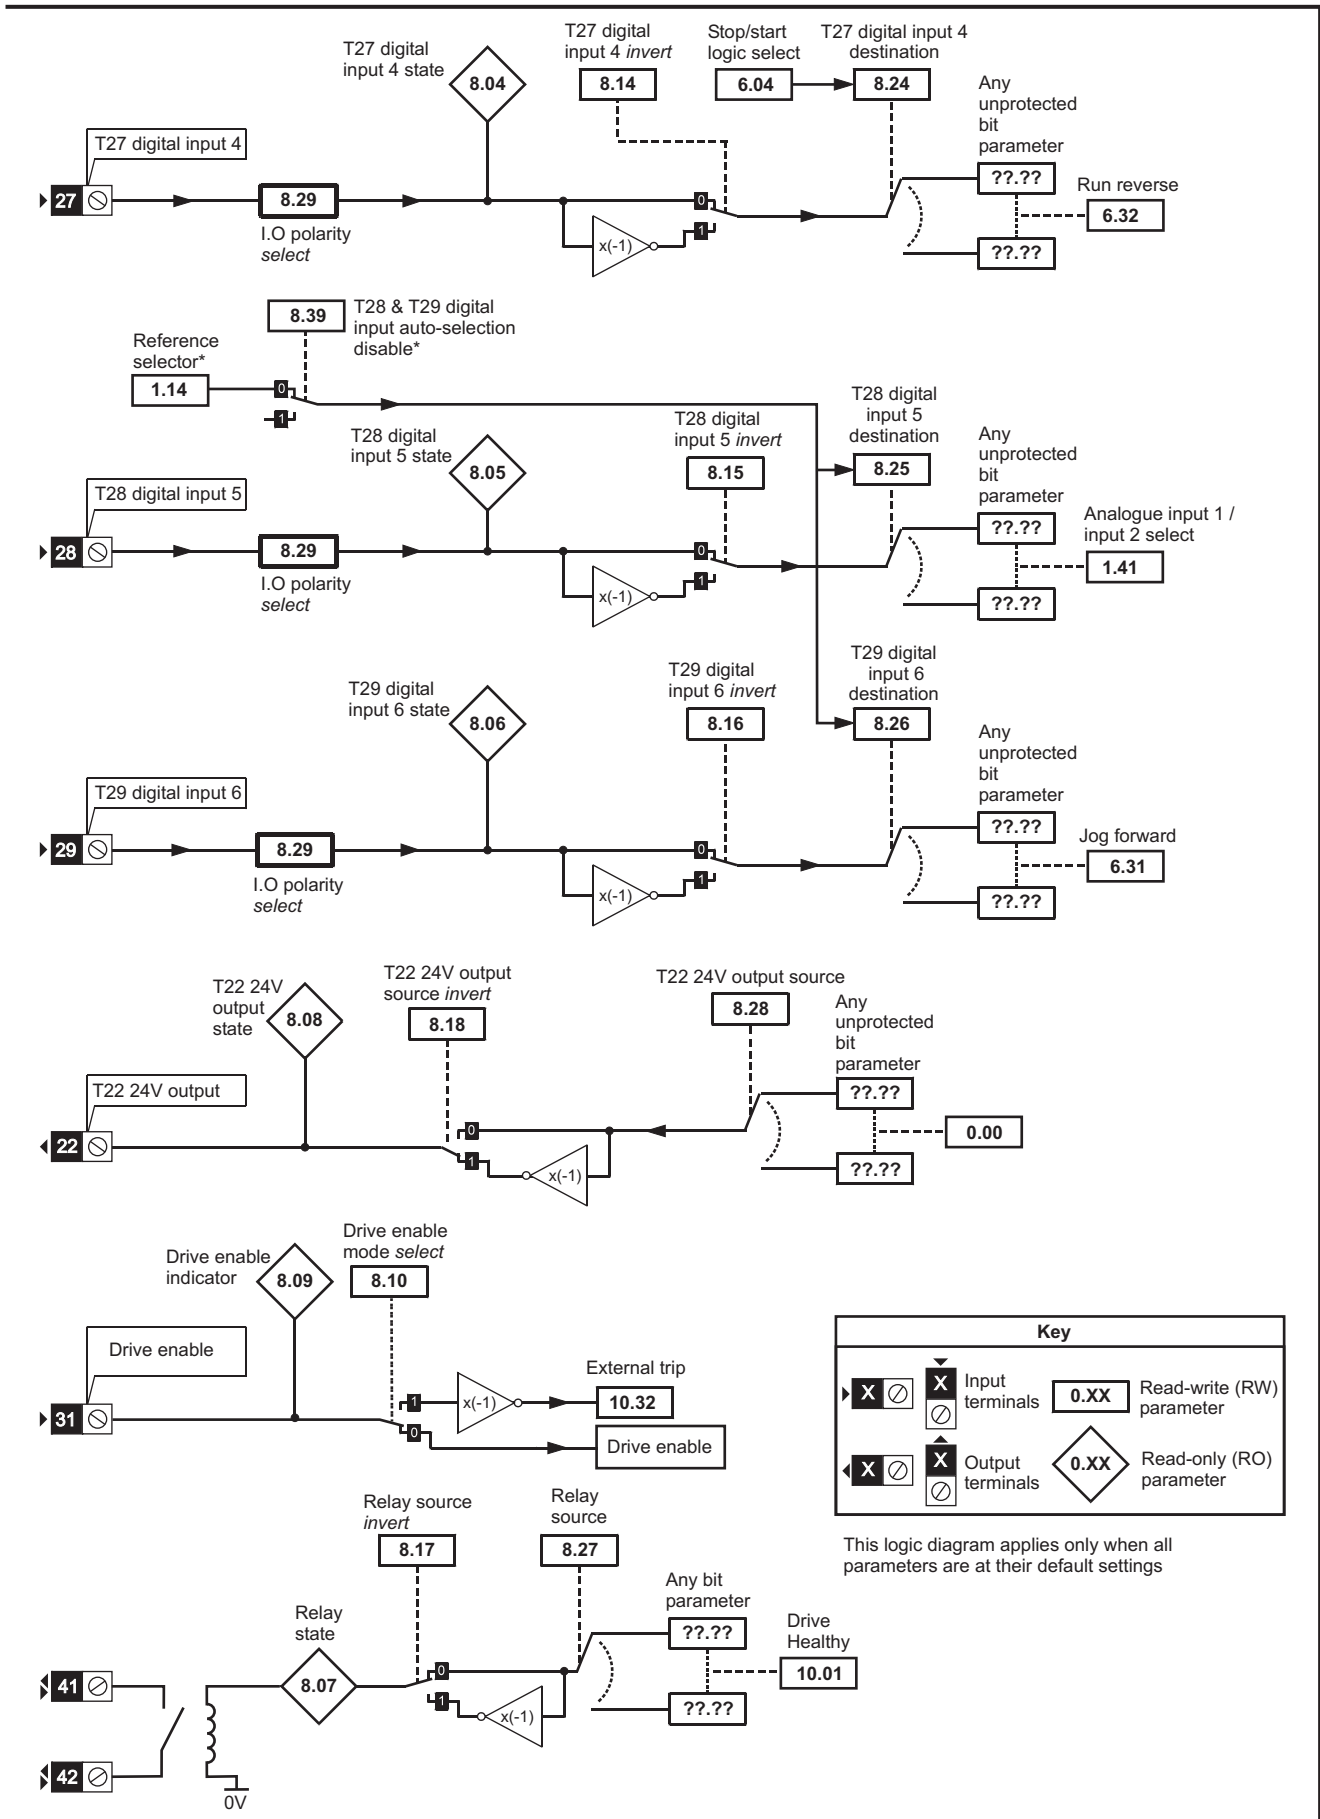 T27 digital
input 4 state
8.04
T27 digital
input 4 invert
8.14
Stop/start
logic select
6.04
T27 digital input 4
destination
8.24
Any
unprotected
bit
parameter
??.??
??.??
Run reverse
6.32
T27 digital input 4
27
8.29
I.O polarity
select
0
1
x(-1)
8.39
T28 & T29 digital
input auto-selection
disable*
Reference
selector*
1.14
0
1
T28 digital
input 5 state
8.05
T28 digital
input 5 invert
8.15
T28 digital
input 5
destination
8.25
Any
unprotected
bit
parameter
??.??
??.??
Analogue input 1 /
input 2 select
1.41
T28 digital input 5
28
8.29
I.O polarity
select
0
1
x(-1)
T29 digital
input 6 state
8.06
T29 digital
input 6 invert
8.16
T29 digital
input 6
destination
8.26
Any
unprotected
bit
parameter
??.??
??.??
Jog forward
6.31
T29 digital input 6
29
8.29
I.O polarity
select
0
1
x(-1)
T22 24V
output
state
8.08
T22 24V output
source invert
8.18
T22 24V output source
8.28
Any
unprotected
bit
parameter
??.??
??.??
0.00
T22 24V output
22
0
1
x(-1)
Drive enable
indicator
8.09
Drive enable
mode select
8.10
Drive enable
31
1
0
x(-1)
External trip
10.32
Drive enable
Key
X
X
Input
terminals
0.XX
Read-write (RW)
parameter
X
X
Output
terminals
0.XX
Read-only (RO)
parameter
This logic diagram applies only when all
parameters are at their default settings
Relay source
invert
8.17
Relay
source
8.27
Any bit
parameter
??.??
??.??
Drive
Healthy
10.01
Relay
state
8.07
0
1
x(-1)
41
42
0V